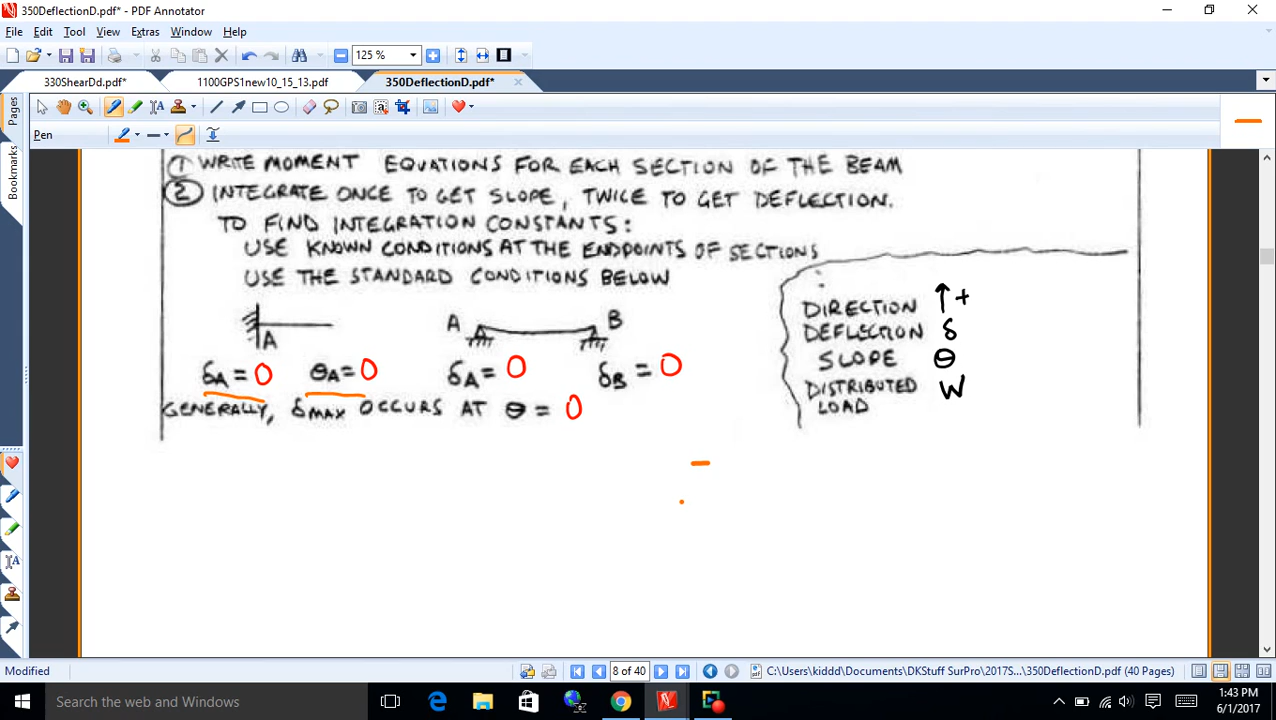 350DeflectionD.pdf* - PDF Annotator
File Edit Tool View Extras Window Help
125 %
330ShearDd.pdf* 1100GPS1new10_15_13.pdf 350DeflectionD.pdf*
Pen
Pages
Bookmarks
① WRITE MOMENT EQUATIONS FOR EACH SECTION OF THE BEAM
② INTEGRATE ONCE TO GET SLOPE, TWICE TO GET DEFLECTION.
TO FIND INTEGRATION CONSTANTS:
USE KNOWN CONDITIONS AT THE ENDPOINTS OF SECTIONS
USE THE STANDARD CONDITIONS BELOW
A
A B
δA = 0 θA = 0 δA = 0 δB = 0
GENERALLY, δMAX OCCURS AT θ = 0
DIRECTION ↑+
DEFLECTION δ
SLOPE θ
DISTRIBUTED W
LOAD
Modified
8 of 40
C:\Users\kiddd\Documents\DKStuff SurPro\2017S...\350DeflectionD.pdf (40 Pages)
Search the web and Windows
1:43 PM
6/1/2017